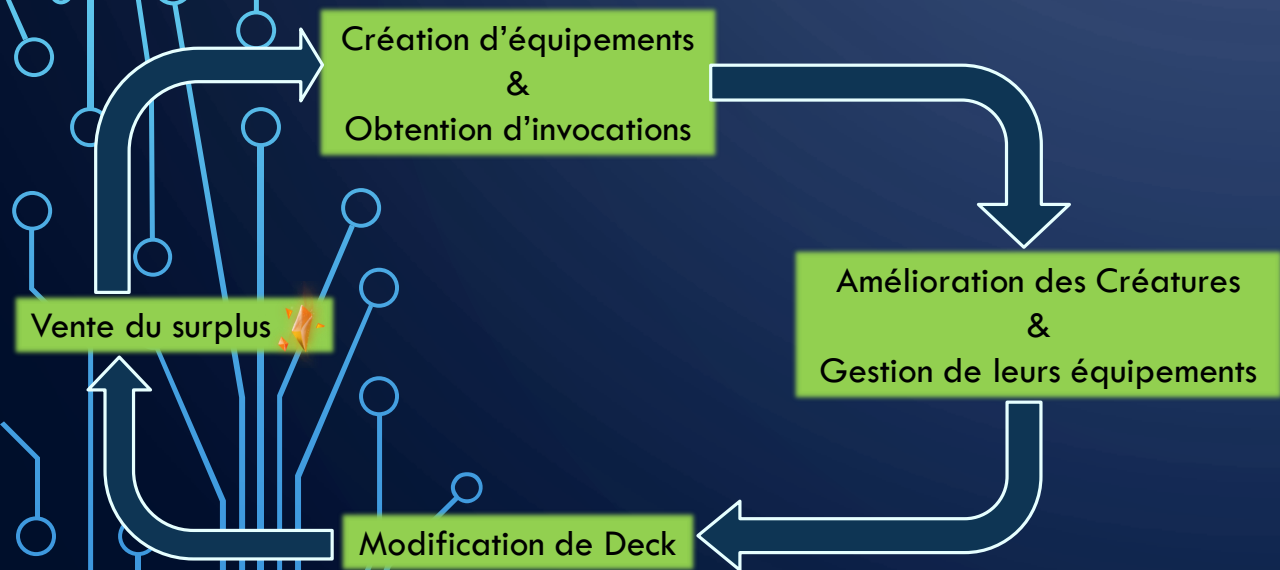 Création d’équipements
&
Obtention d’invocations
Amélioration des Créatures
&
Gestion de leurs équipements
Vente du surplus
Modification de Deck